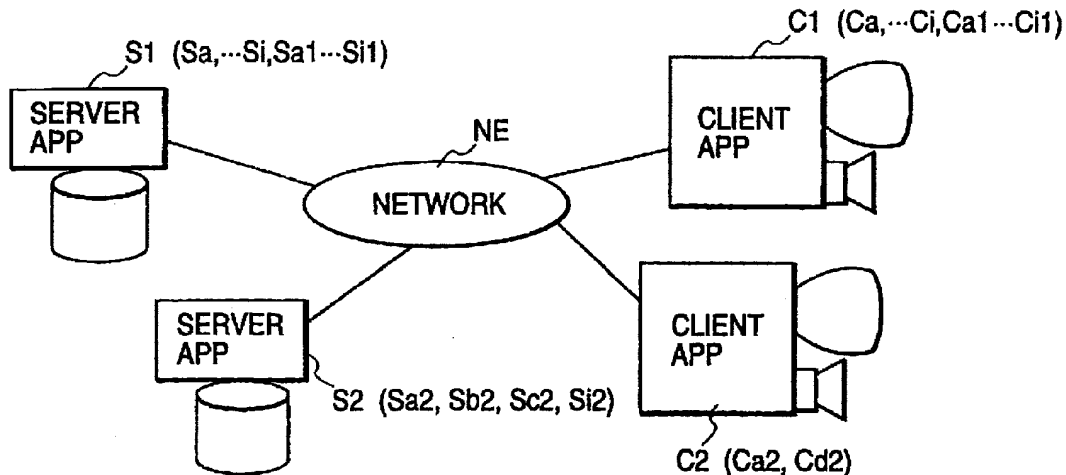 C1 (Ca,···Ci,Ca1···Ci1)
S1 (Sa,···Si,Sa1···Si1)
SERVER
APP
CLIENT
APP
NE
NETWORK
SERVER
APP
CLIENT
APP
S2 (Sa2, Sb2, Sc2, Si2)
C2 (Ca2, Cd2)